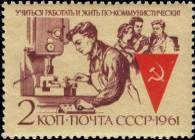 УЧИТЬСЯ РАБОТАТЬ И ЖИТЬ ПО-КОММУНИСТИЧЕСКИ!
2 КОП·ПОЧТА СССР·1961